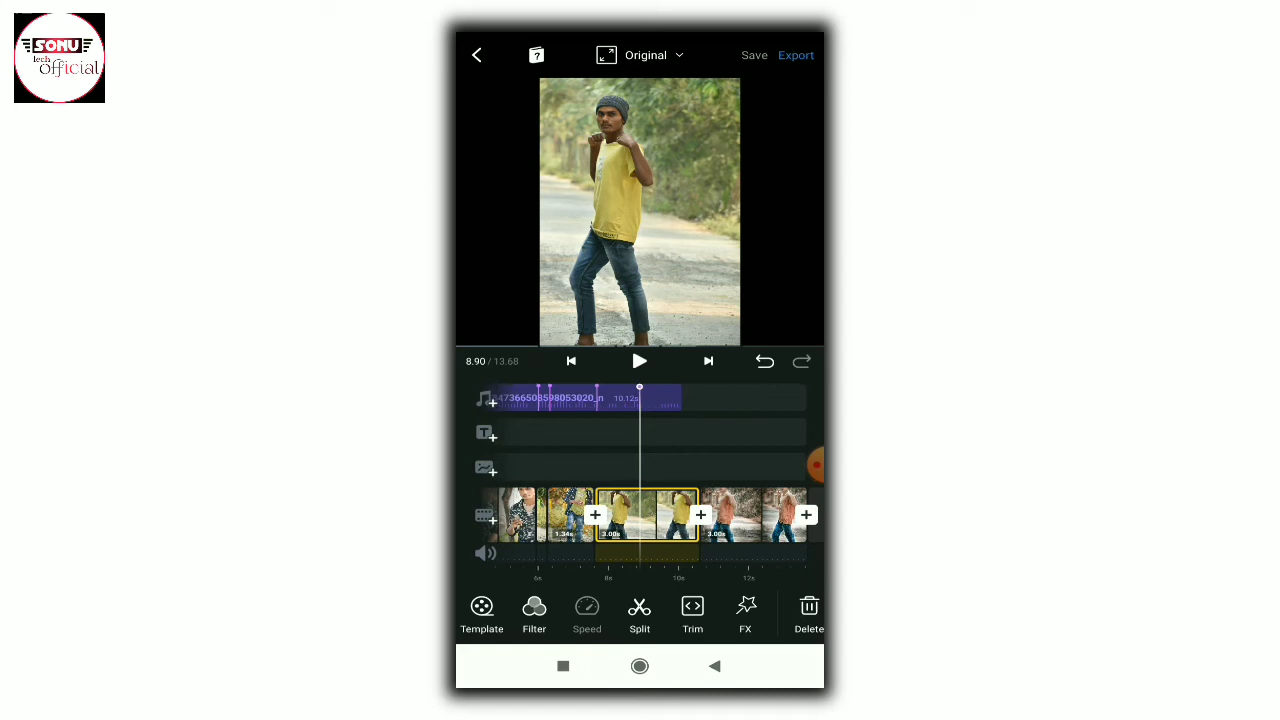 SONU
Tech
official
Original
Save
Export
8.90 / 13.68
47366508598053020_n
10.12s
1.34s
3.00s
3.00s
6s
8s
10s
12s
Template
Filter
Speed
Split
Trim
FX
Delete